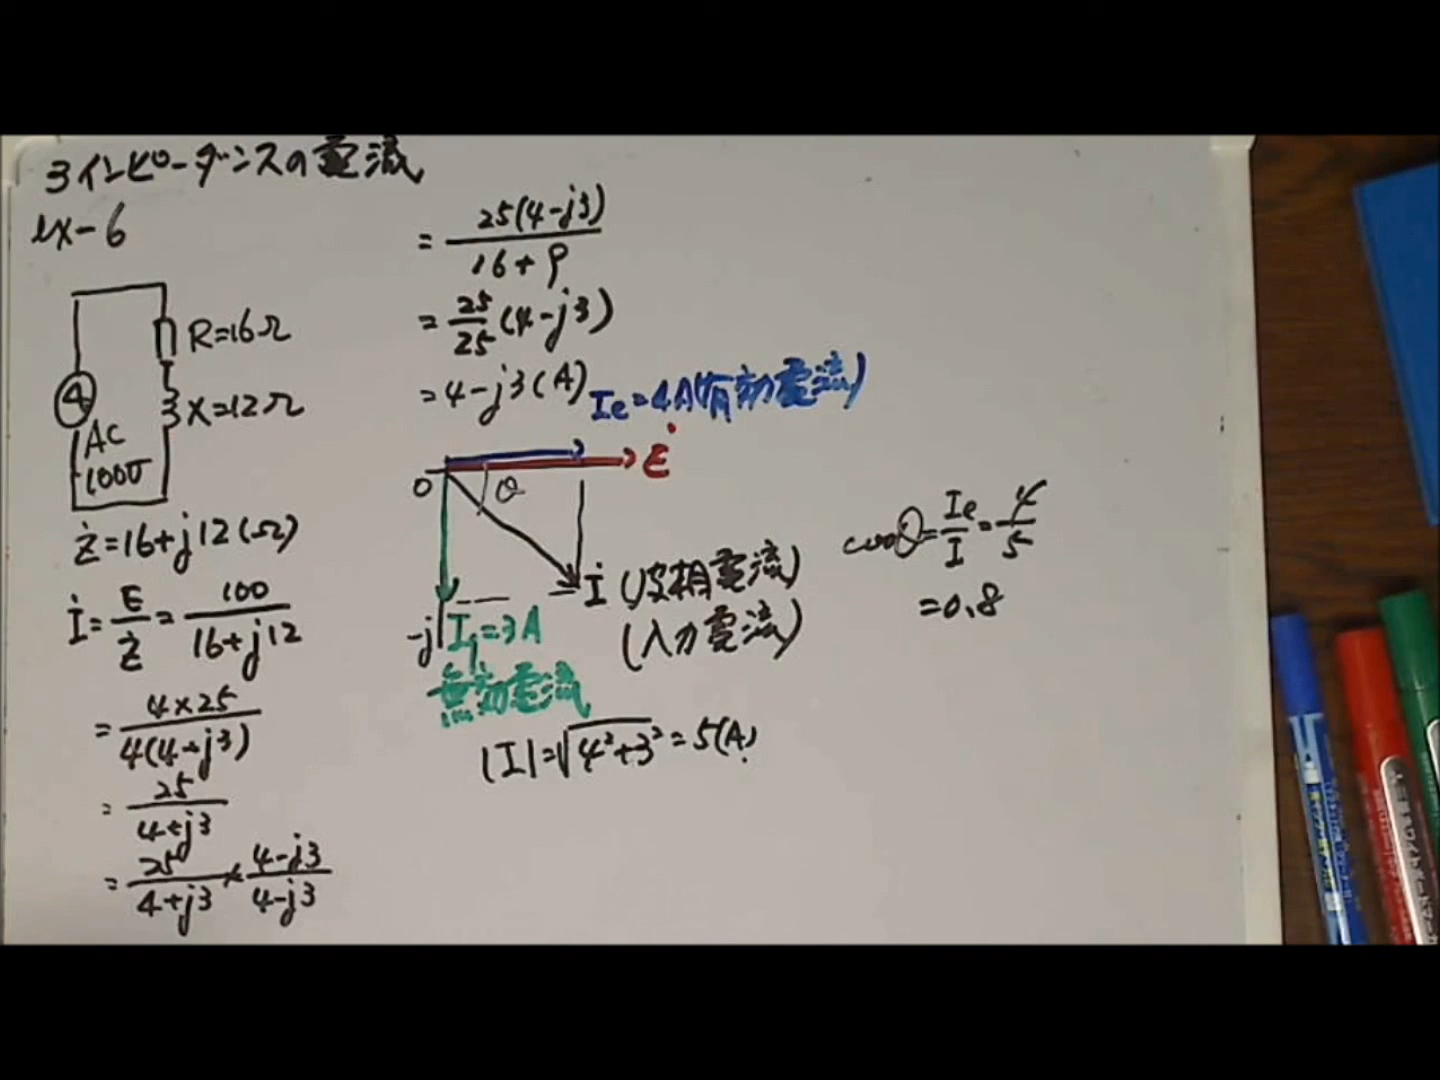 3インピーダンスの電流
ex-6
R=16Ω
X=12Ω
AC
100V
Ż=16+j12(Ω)
İ=E/Ż=100/(16+j12)
=4×25/4(4+j3)
=25/(4+j3)
=25/(4+j3)×(4-j3)/(4-j3)
=25(4-j3)/(16+9)
=25/25(4-j3)
=4-j3(A)
Ie=4A(有効電流)
Ė
0
θ
İ(皮相電流)
(入力電流)
-j
Ij=3A
無効電流
|I|=√4²+3²=5(A)
cosθ=Ie/I=4/5
=0.8